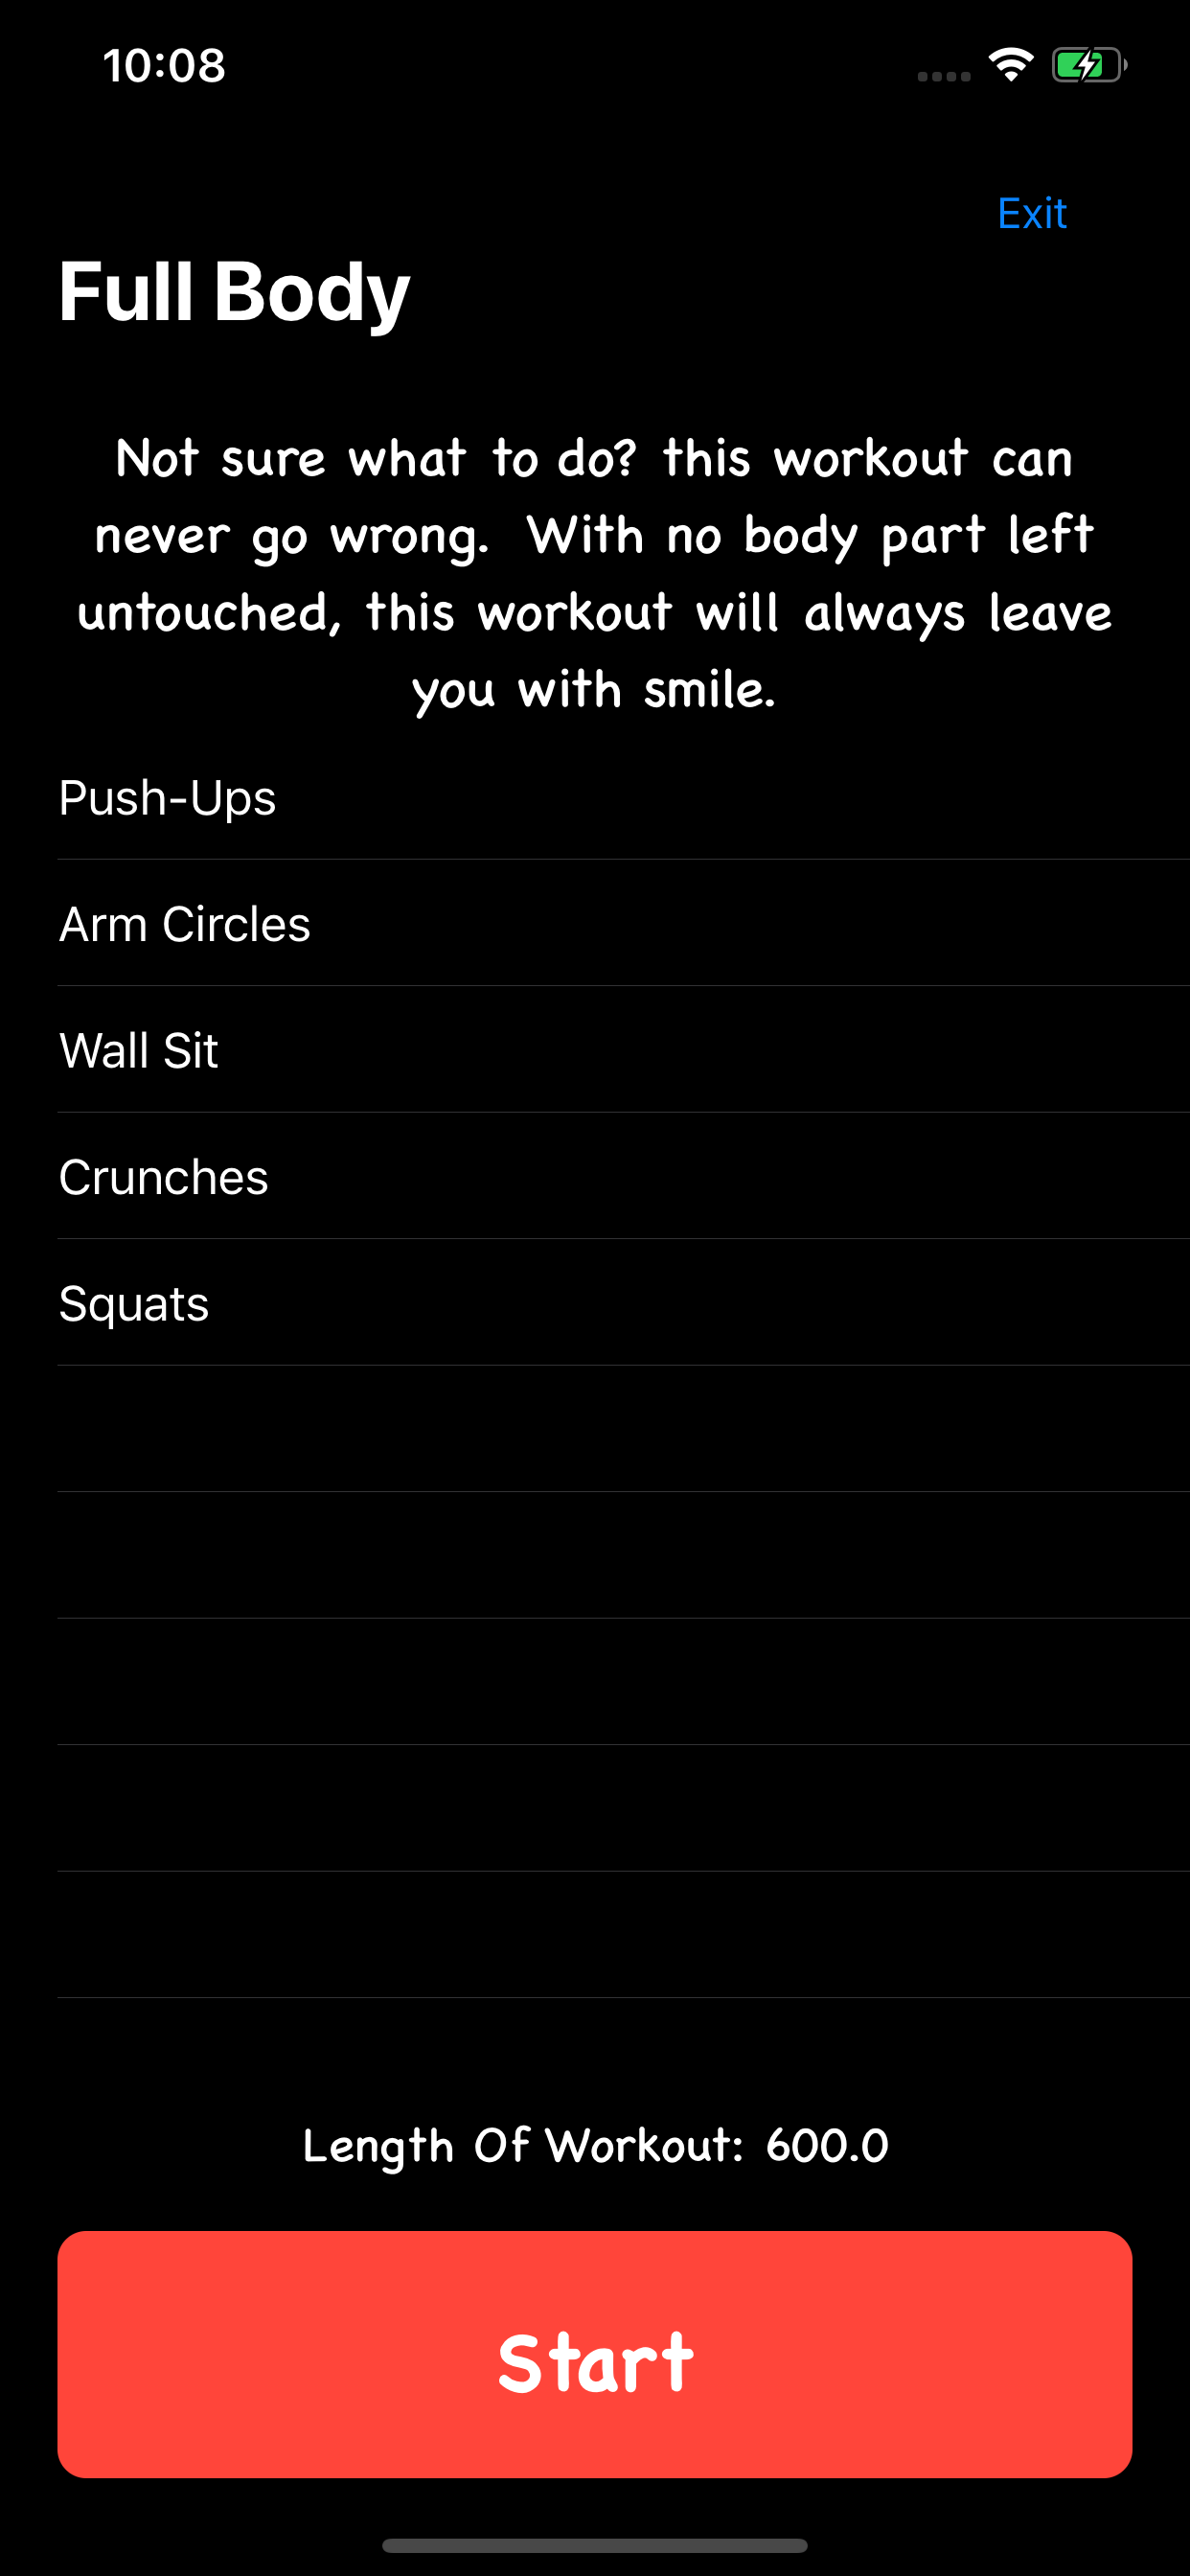 10:08
Exit
Full Body
Not sure what to do? this workout can
never go wrong.  With no body part left
untouched, this workout will always leave
you with smile.
Push-Ups
Arm Circles
Wall Sit
Crunches
Squats
Length Of Workout: 600.0
Start